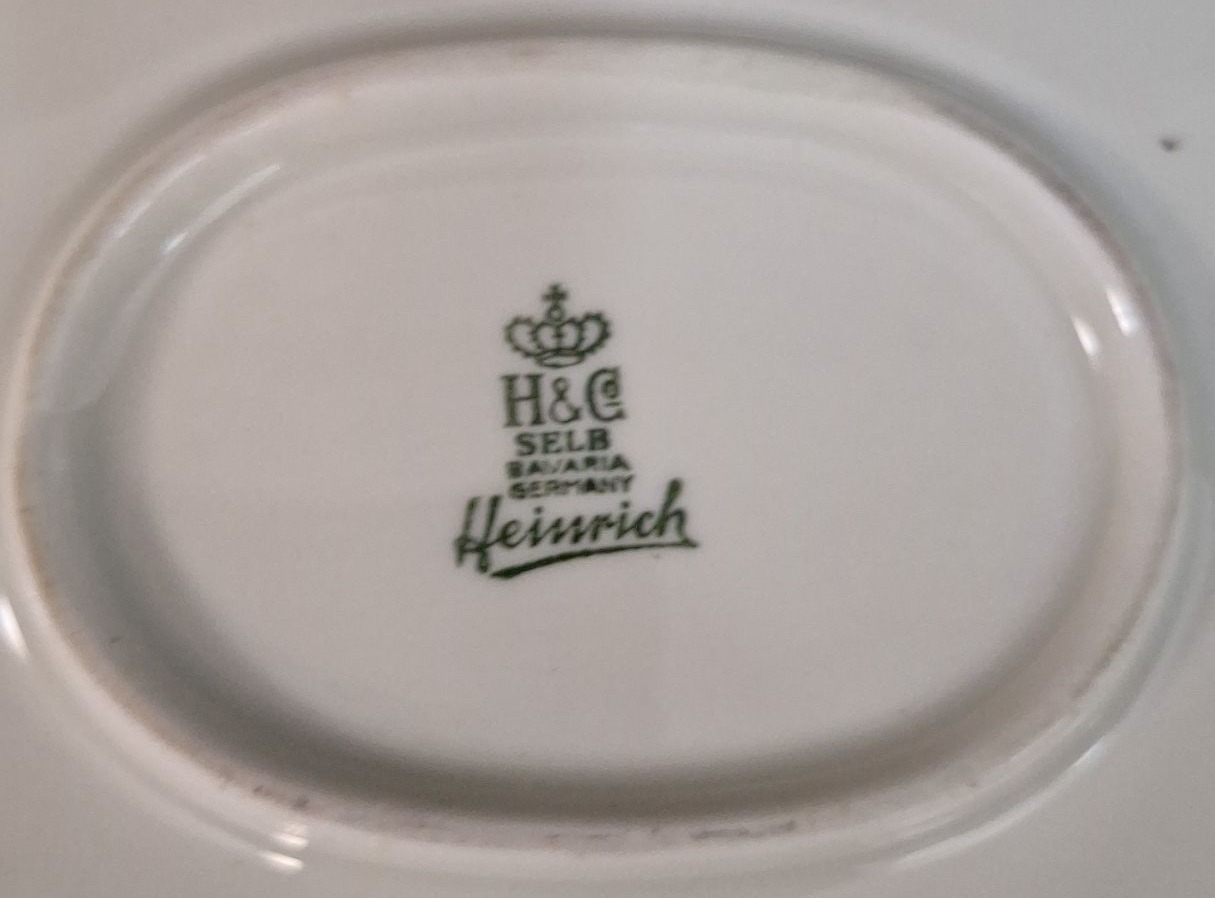 H&Co
SELB
BAVARIA
GERMANY
Heinrich